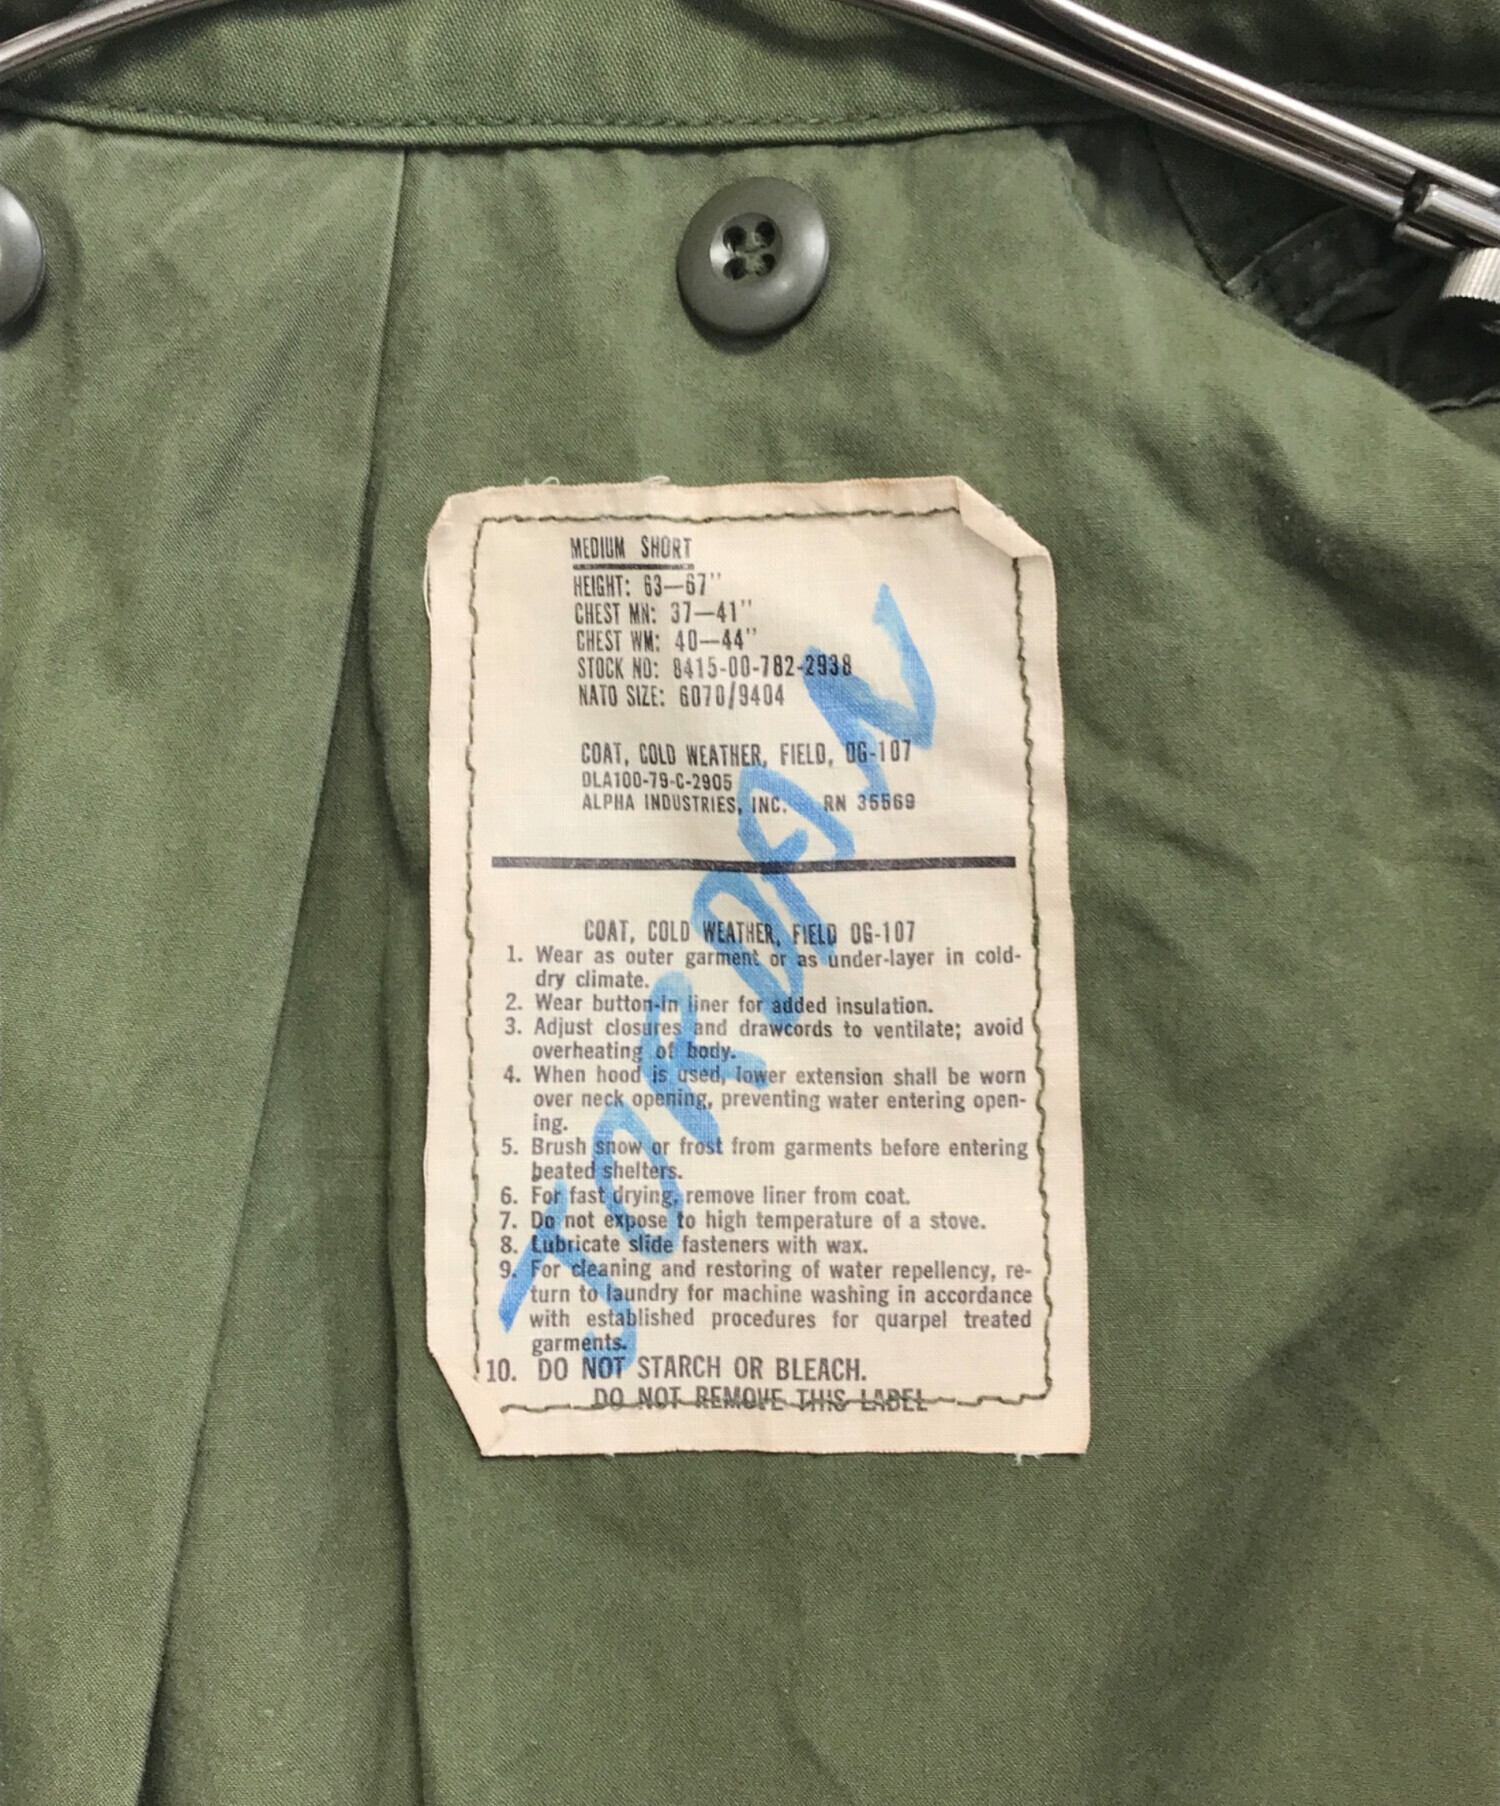 MEDIUM SHORT
HEIGHT: 63—67"
CHEST MN: 37—41"
CHEST WM: 40—44"
STOCK NO: 8415-00-782-2938
NATO SIZE: 6070/9404
COAT, COLD WEATHER, FIELD, OG-107
DLA100-79-C-2905
ALPHA INDUSTRIES, INC. RN 35569
COAT, COLD WEATHER, FIELD OG-107
1. Wear as outer garment or as under-layer in cold-
dry climate.
2. Wear button-in liner for added insulation.
3. Adjust closures and drawcords to ventilate; avoid
overheating of body.
4. When hood is used, lower extension shall be worn
over neck opening, preventing water entering open-
ing.
5. Brush snow or frost from garments before entering
heated shelters.
6. For fast drying, remove liner from coat.
7. Do not expose to high temperature of a stove.
8. Lubricate slide fasteners with wax.
9. For cleaning and restoring of water repellency, re-
turn to laundry for machine washing in accordance
with established procedures for quarpel treated
garments.
10. DO NOT STARCH OR BLEACH.
DO NOT REMOVE THIS LABEL
JORDAN